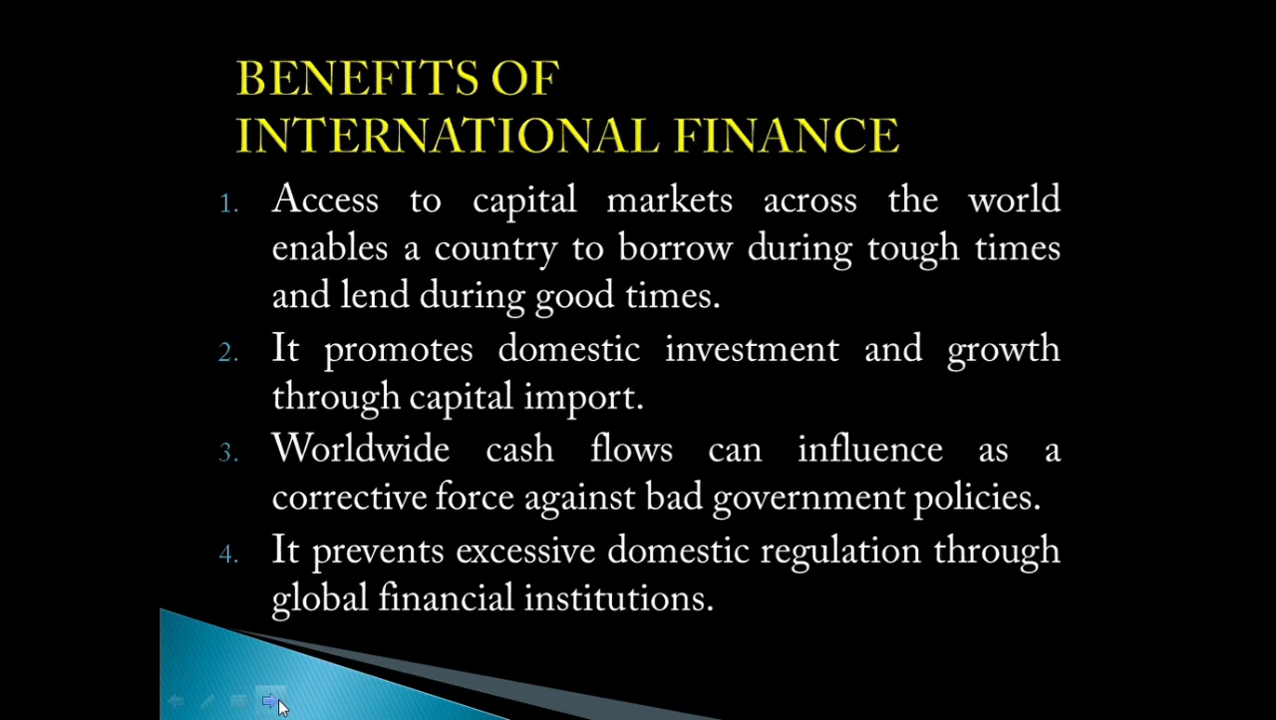 BENEFITS OF
INTERNATIONAL FINANCE
1. Access to capital markets across the world
enables a country to borrow during tough times
and lend during good times.
2. It promotes domestic investment and growth
through capital import.
3. Worldwide cash flows can influence as a
corrective force against bad government policies.
4. It prevents excessive domestic regulation through
global financial institutions.